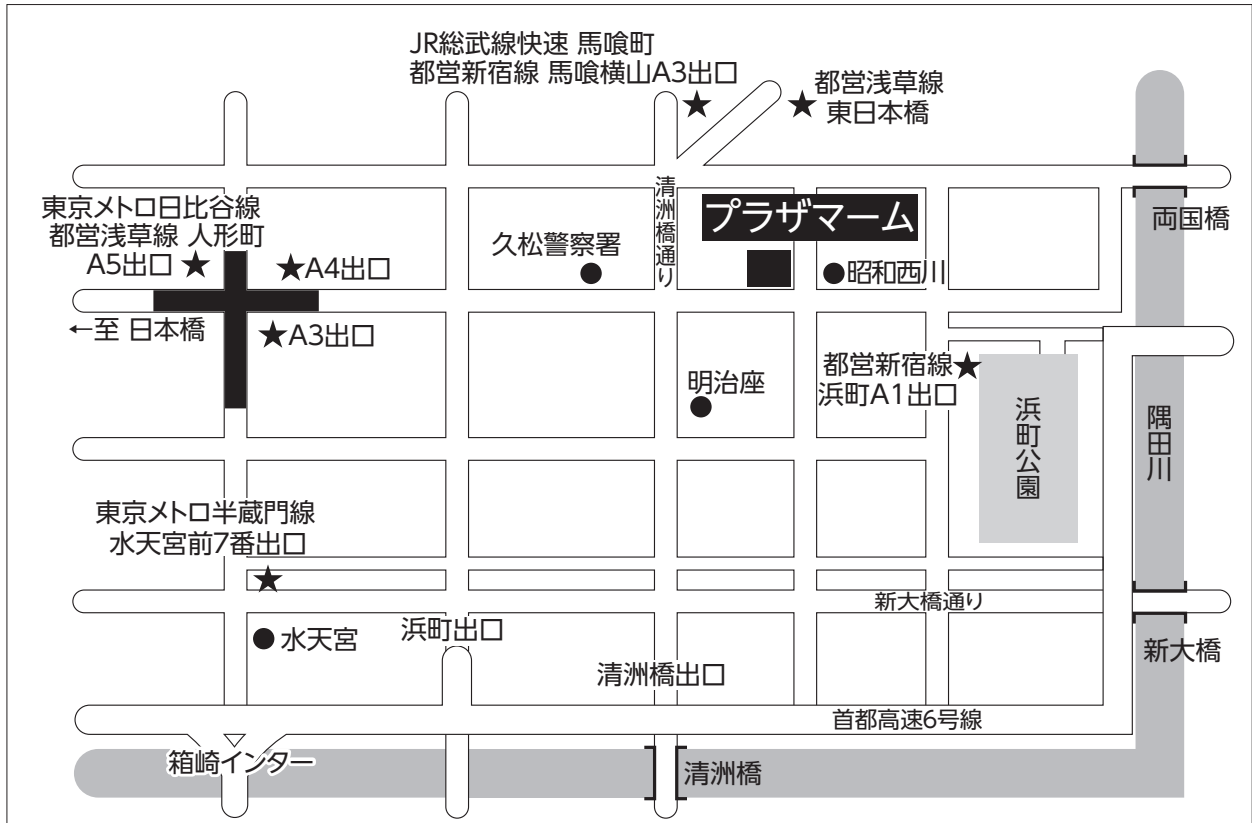 JR総武線快速 馬喰町
都営新宿線 馬喰横山A3出口
都営浅草線
東日本橋
清洲橋通り
両国橋
東京メトロ日比谷線
都営浅草線 人形町
A5出口
A4出口
久松警察署
プラザマーム
昭和西川
←至 日本橋
A3出口
明治座
都営新宿線
浜町A1出口
浜町公園
隅田川
東京メトロ半蔵門線
水天宮前7番出口
新大橋通り
水天宮
浜町出口
新大橋
清洲橋出口
首都高速6号線
箱崎インター
清洲橋